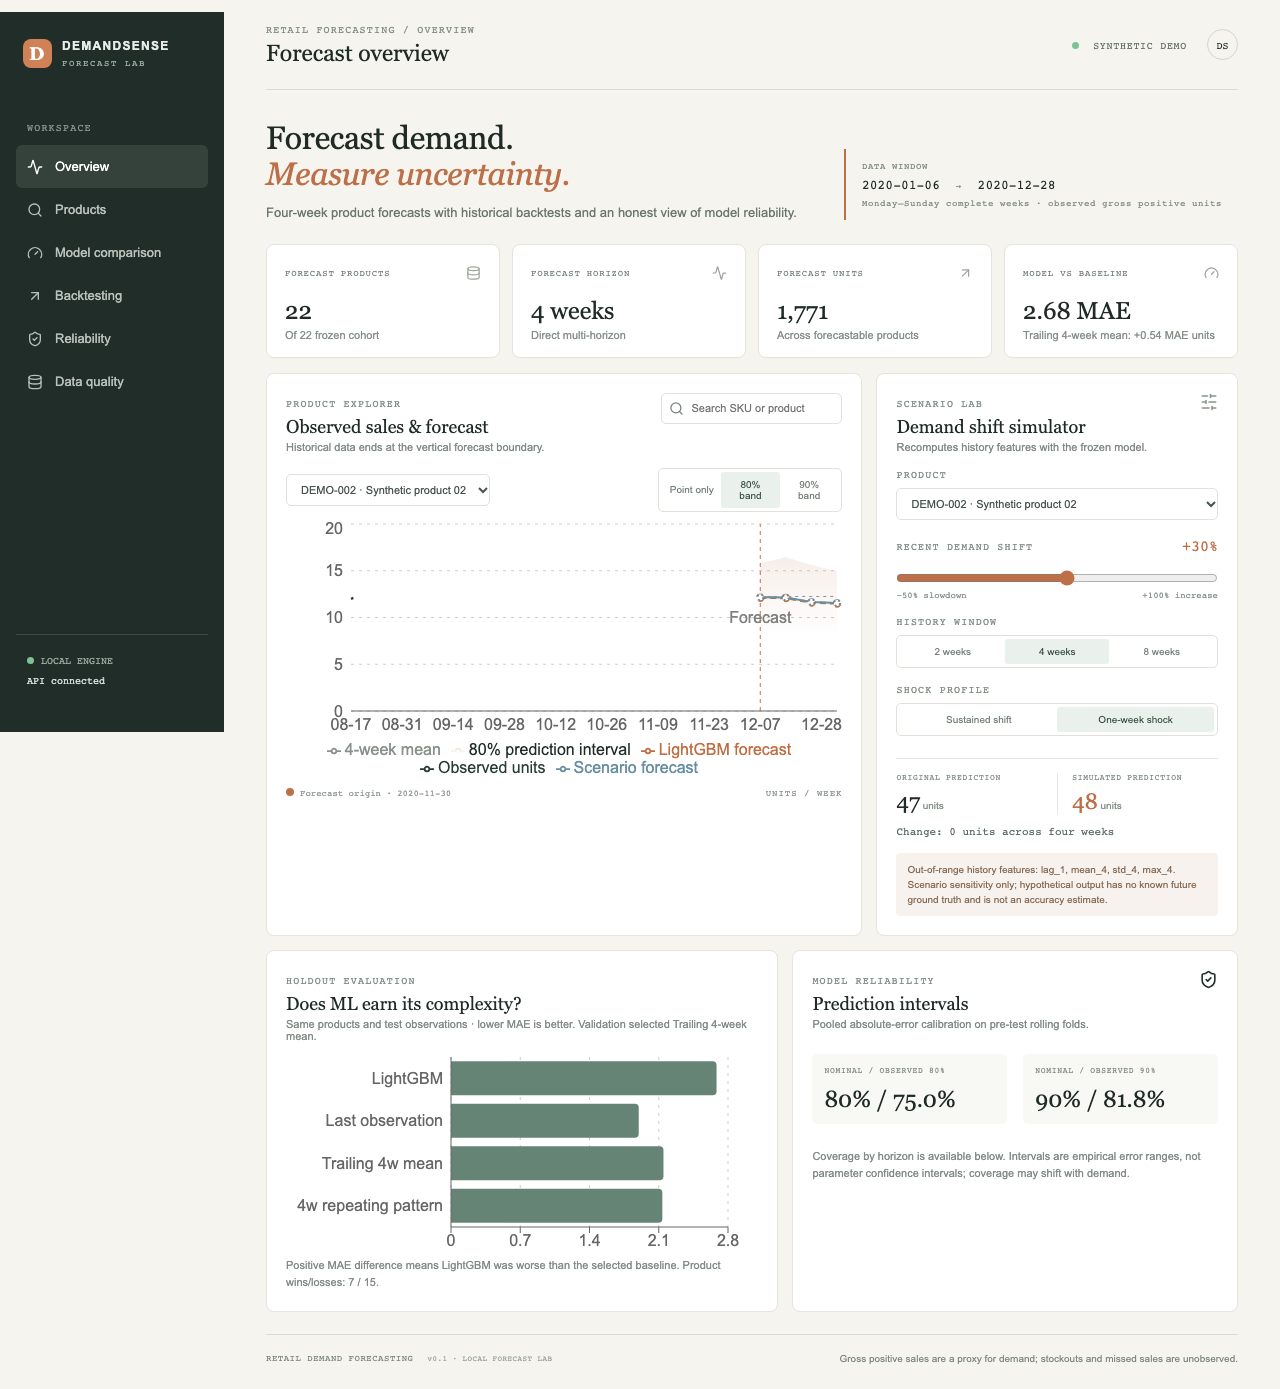 D
DEMANDSENSE
FORECAST LAB
WORKSPACE
Overview
Products
Model comparison
Backtesting
Reliability
Data quality
LOCAL ENGINE
API connected
RETAIL FORECASTING / OVERVIEW
Forecast overview
SYNTHETIC DEMO
DS
Forecast demand.
Measure uncertainty.
Four-week product forecasts with historical backtests and an honest view of model reliability.
DATA WINDOW
2020-01-06 → 2020-12-28
Monday–Sunday complete weeks · observed gross positive units
FORECAST PRODUCTS
22
Of 22 frozen cohort
FORECAST HORIZON
4 weeks
Direct multi-horizon
FORECAST UNITS
1,771
Across forecastable products
MODEL VS BASELINE
2.68 MAE
Trailing 4-week mean: +0.54 MAE units
PRODUCT EXPLORER
Observed sales & forecast
Historical data ends at the vertical forecast boundary.
Search SKU or product
DEMO-002 · Synthetic product 02
Point only
80% band
90% band
20
15
10
5
0
Forecast
08-17 08-31 09-14 09-28 10-12 10-26 11-09 11-23 12-07 12-28
4-week mean 80% prediction interval LightGBM forecast
Observed units Scenario forecast
Forecast origin · 2020-11-30
UNITS / WEEK
SCENARIO LAB
Demand shift simulator
Recomputes history features with the frozen model.
PRODUCT
DEMO-002 · Synthetic product 02
RECENT DEMAND SHIFT
+30%
−50% slowdown
+100% increase
HISTORY WINDOW
2 weeks
4 weeks
8 weeks
SHOCK PROFILE
Sustained shift
One-week shock
ORIGINAL PREDICTION
47 units
SIMULATED PREDICTION
48 units
Change: 0 units across four weeks
Out-of-range history features: lag_1, mean_4, std_4, max_4.
Scenario sensitivity only; hypothetical output has no known future
ground truth and is not an accuracy estimate.
HOLDOUT EVALUATION
Does ML earn its complexity?
Same products and test observations · lower MAE is better. Validation selected Trailing 4-week
mean.
LightGBM
Last observation
Trailing 4w mean
4w repeating pattern
0 0.7 1.4 2.1 2.8
Positive MAE difference means LightGBM was worse than the selected baseline. Product
wins/losses: 7 / 15.
MODEL RELIABILITY
Prediction intervals
Pooled absolute-error calibration on pre-test rolling folds.
NOMINAL / OBSERVED 80%
80% / 75.0%
NOMINAL / OBSERVED 90%
90% / 81.8%
Coverage by horizon is available below. Intervals are empirical error ranges, not
parameter confidence intervals; coverage may shift with demand.
RETAIL DEMAND FORECASTING
v0.1 · LOCAL FORECAST LAB
Gross positive sales are a proxy for demand; stockouts and missed sales are unobserved.